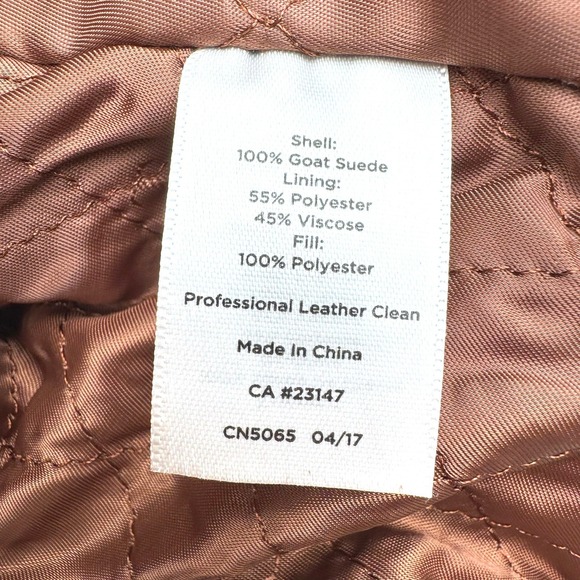 Shell:
100% Goat Suede
Lining:
55% Polyester
45% Viscose
Fill:
100% Polyester
Professional Leather Clean
Made In China
CA #23147
CN5065 04/17